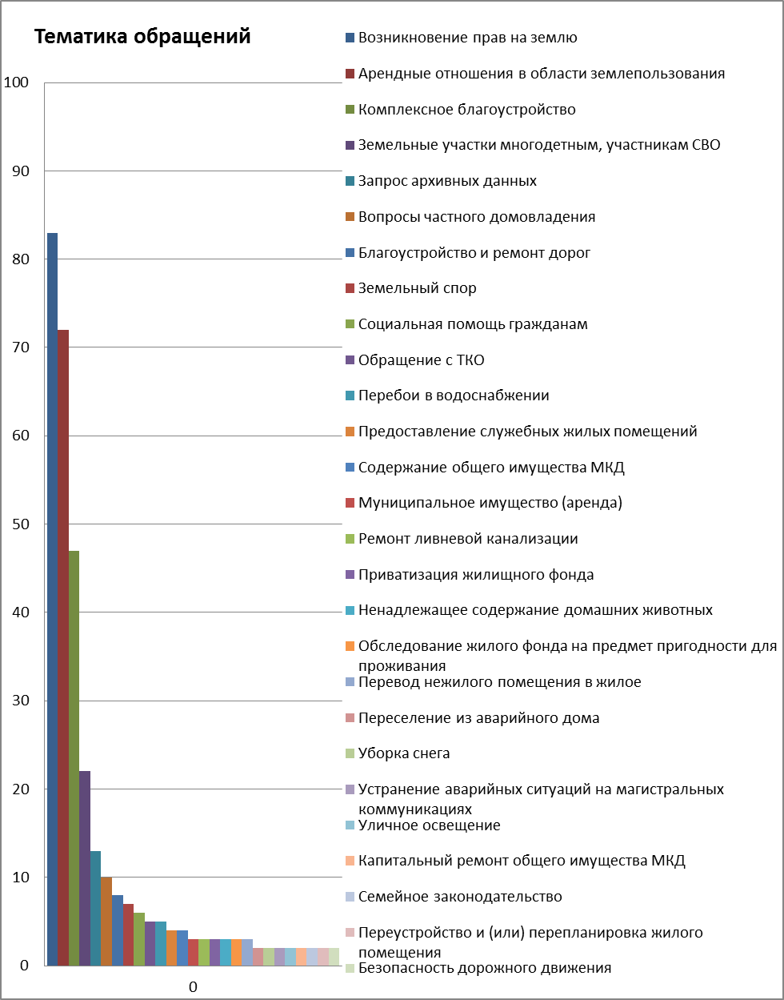 Тематика обращений
100
90
80
70
60
50
40
30
20
10
0
0
Возникновение прав на землю
Арендные отношения в области землепользования
Комплексное благоустройство
Земельные участки многодетным, участникам СВО
Запрос архивных данных
Вопросы частного домовладения
Благоустройство и ремонт дорог
Земельный спор
Социальная помощь гражданам
Обращение с ТКО
Перебои в водоснабжении
Предоставление служебных жилых помещений
Содержание общего имущества МКД
Муниципальное имущество (аренда)
Ремонт ливневой канализации
Приватизация жилищного фонда
Ненадлежащее содержание домашних животных
Обследование жилого фонда на предмет пригодности для
проживания
Перевод нежилого помещения в жилое
Переселение из аварийного дома
Уборка снега
Устранение аварийных ситуаций на магистральных
коммуникациях
Уличное освещение
Капитальный ремонт общего имущества МКД
Семейное законодательство
Переустройство и (или) перепланировка жилого
помещения
Безопасность дорожного движения